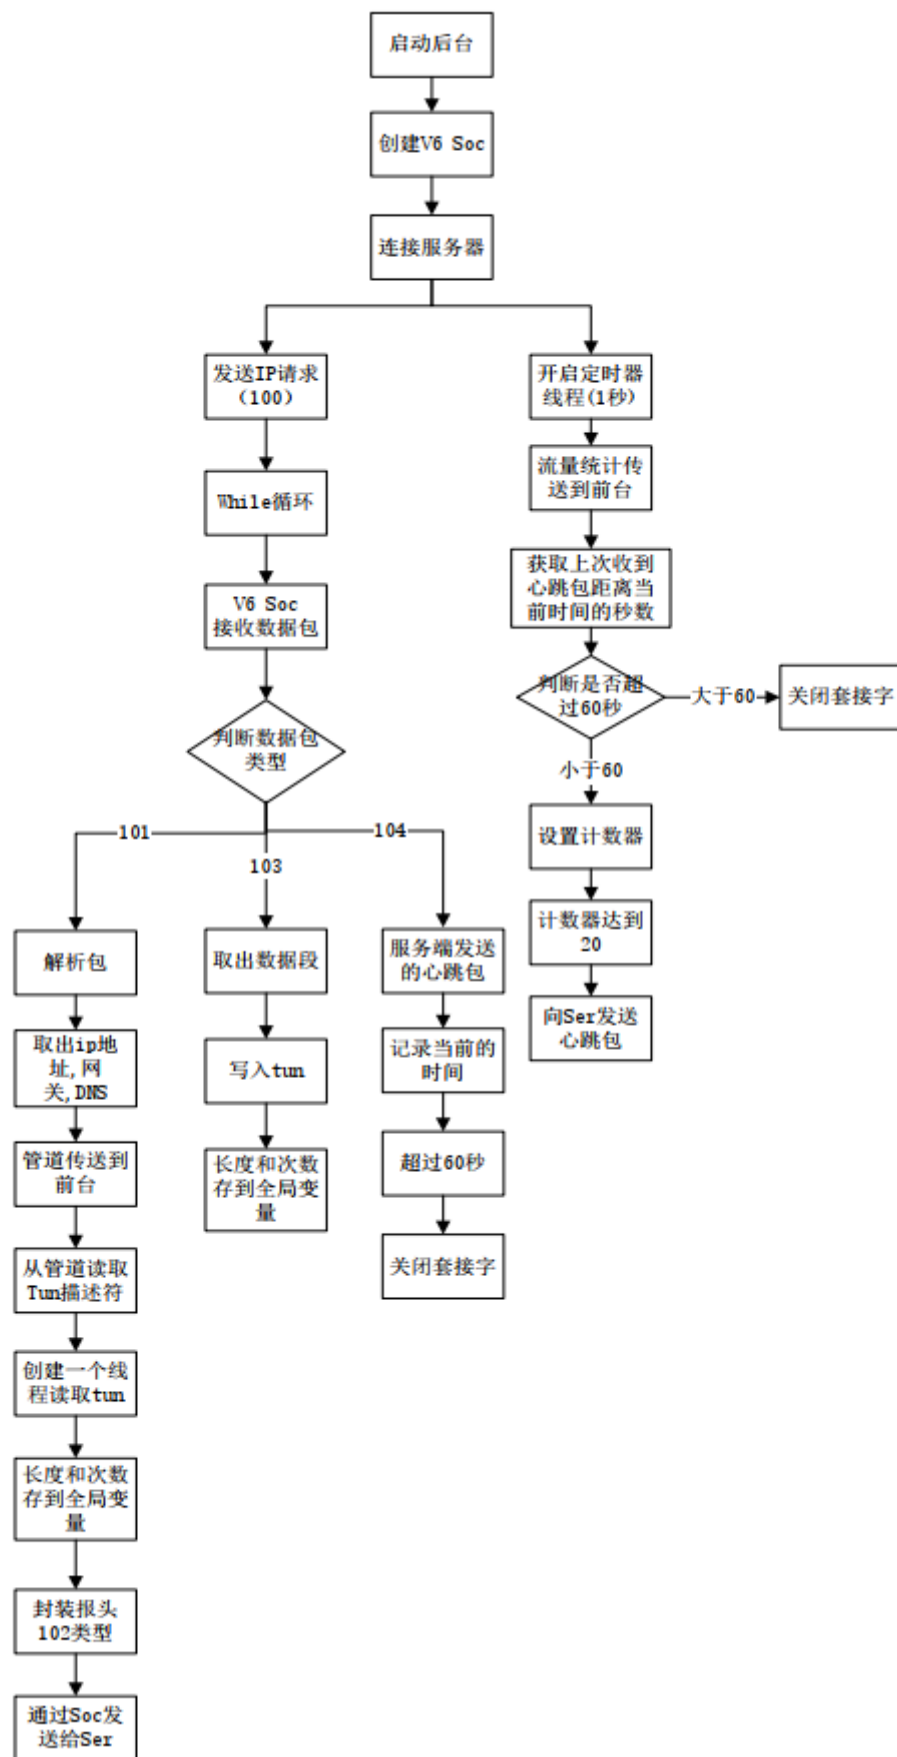 启动后台
创建V6 Soc
连接服务器
发送IP请求
（100）
While循环
V6 Soc
接收数据包
判断数据包
类型
101
103
104
解析包
取出ip地
址,网
关,DNS
管道传送到
前台
从管道读取
Tun描述符
创建一个线
程读取tun
长度和次数
存到全局变
量
封装报头
102类型
通过Soc发
送给Ser
取出数据段
写入tun
长度和次数
存到全局变
量
服务端发送
的心跳包
记录当前的
时间
超过60秒
关闭套接字
开启定时器
线程(1秒)
流量统计传
送到前台
获取上次收到
心跳包距离当
前时间的秒数
判断是否超
过60秒
大于60
关闭套接字
小于60
设置计数器
计数器达到
20
向Ser发送
心跳包